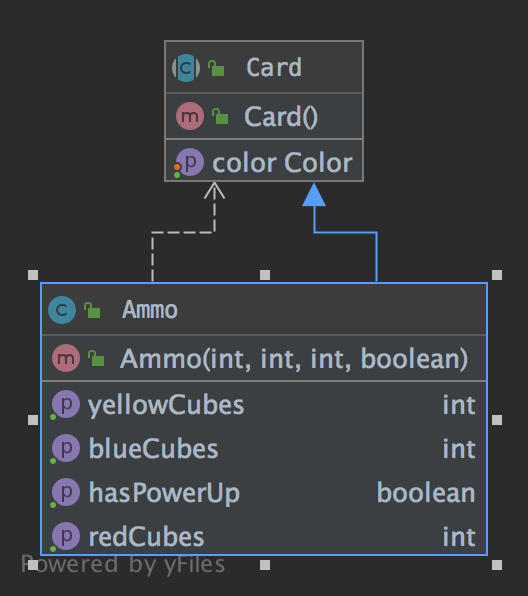 C Card
m Card()
p color Color
C Ammo
m Ammo(int, int, int, boolean)
p yellowCubes int
p blueCubes int
p hasPowerUp boolean
p redCubes int
Powered by yFiles